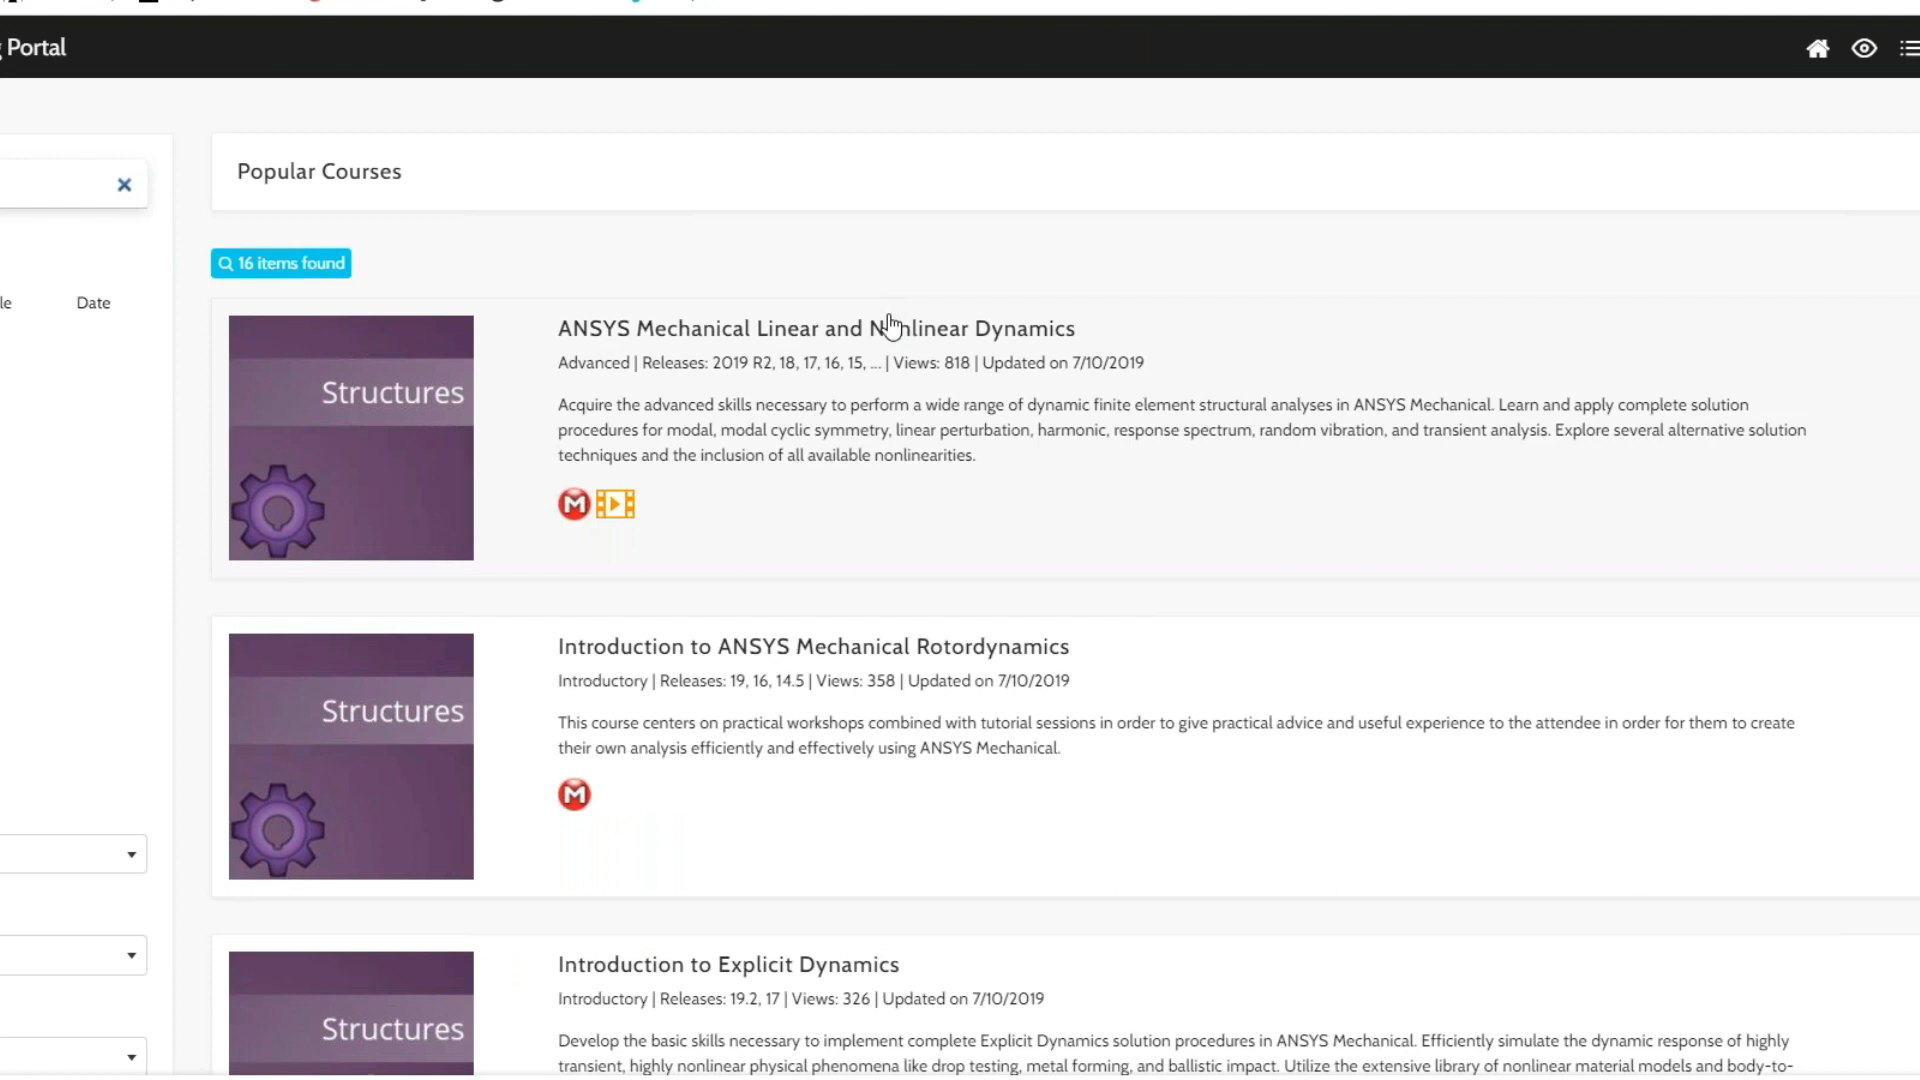 Portal
Popular Courses
16 items found
Date
Structures
ANSYS Mechanical Linear and Nonlinear Dynamics
Advanced | Releases: 2019 R2, 18, 17, 16, 15, ... | Views: 818 | Updated on 7/10/2019
Acquire the advanced skills necessary to perform a wide range of dynamic finite element structural analyses in ANSYS Mechanical. Learn and apply complete solution
procedures for modal, modal cyclic symmetry, linear perturbation, harmonic, response spectrum, random vibration, and transient analysis. Explore several alternative solution
techniques and the inclusion of all available nonlinearities.
M
Structures
Introduction to ANSYS Mechanical Rotordynamics
Introductory | Releases: 19, 16, 14.5 | Views: 358 | Updated on 7/10/2019
This course centers on practical workshops combined with tutorial sessions in order to give practical advice and useful experience to the attendee in order for them to create
their own analysis efficiently and effectively using ANSYS Mechanical.
M
Structures
Introduction to Explicit Dynamics
Introductory | Releases: 19.2, 17 | Views: 326 | Updated on 7/10/2019
Develop the basic skills necessary to implement complete Explicit Dynamics solution procedures in ANSYS Mechanical. Efficiently simulate the dynamic response of highly
transient, highly nonlinear physical phenomena like drop testing, metal forming, and ballistic impact. Utilize the extensive library of nonlinear material models and body-to-